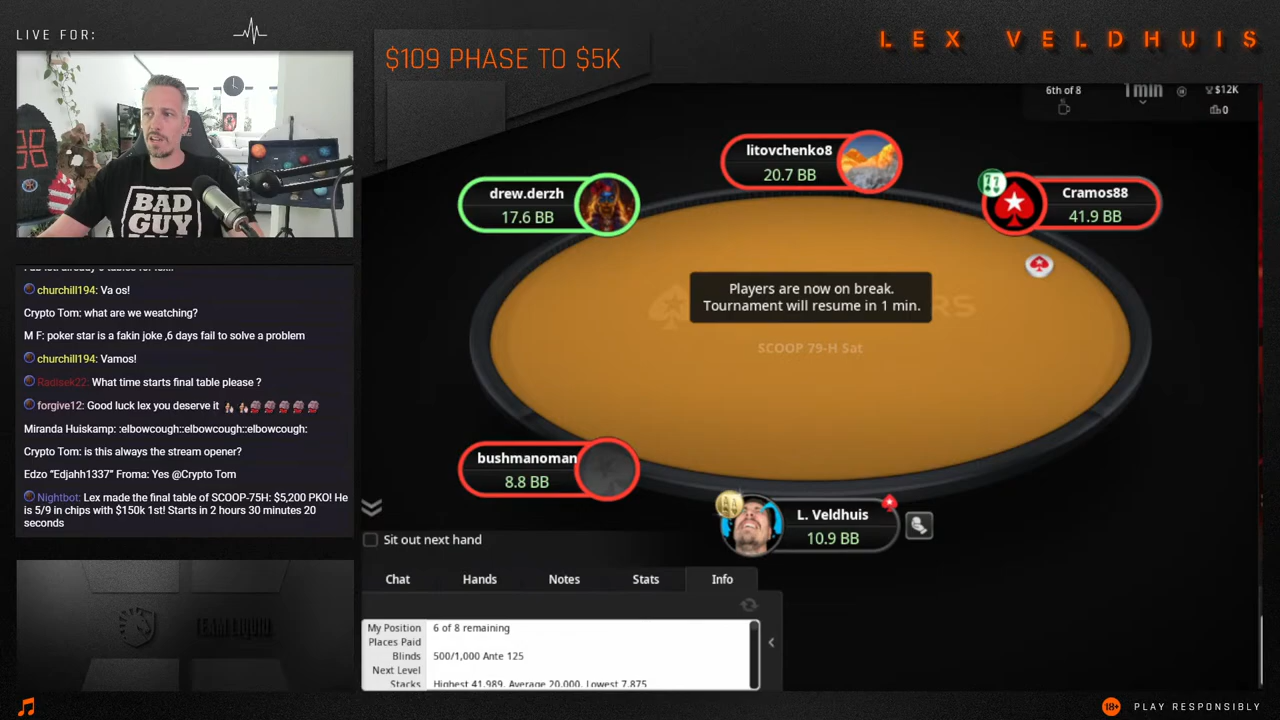 LIVE FOR:
$109 PHASE TO $5K
LEX VELDHUIS
BAD
GUY
churchill194: Va os!
Crypto Tom: what are we weatching?
M F: poker star is a fakin joke ,6 days fail to solve a problem
churchill194: Vamos!
Radisek22: What time starts final table please ?
forgive12: Good luck lex you deserve it
Miranda Huiskamp: :elbowcough::elbowcough::elbowcough:
Crypto Tom: is this always the stream opener?
Edzo "Edjahh1337" Froma: Yes @Crypto Tom
Nightbot: Lex made the final table of SCOOP-75H: $5,200 PKO! He
is 5/9 in chips with $150k 1st! Starts in 2 hours 30 minutes 20
seconds
TEAM LIQUID
6th of 8
1 min
$12K
0
litovchenko8
20.7 BB
drew.derzh
17.6 BB
Cramos88
41.9 BB
Players are now on break.
Tournament will resume in 1 min.
SCOOP 79-H Sat
bushmanoman
8.8 BB
L. Veldhuis
10.9 BB
Sit out next hand
Chat Hands Notes Stats Info
My Position 6 of 8 remaining
Places Paid
Blinds 500/1,000 Ante 125
Next Level
Stacks Highest 41,989, Average 20,000, Lowest 7,875
18+ PLAY RESPONSIBLY